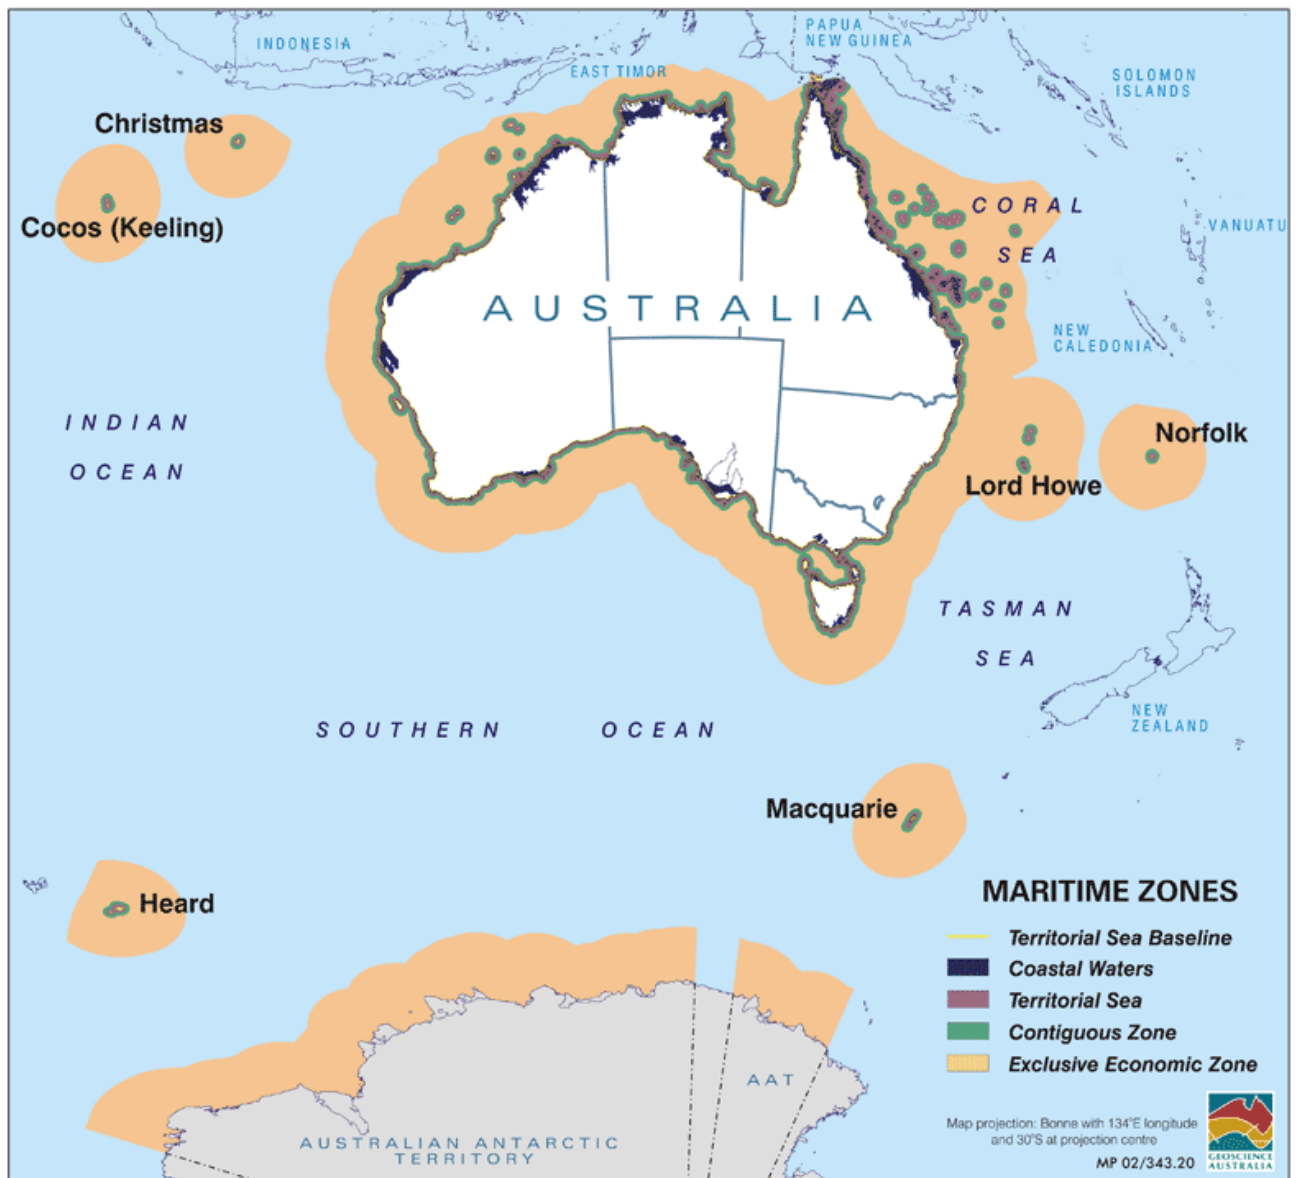 INDONESIA
PAPUA
NEW GUINEA
EAST TIMOR
SOLOMON
ISLANDS
Christmas
Cocos (Keeling)
CORAL
SEA
VANUATU
AUSTRALIA
NEW
CALEDONIA
INDIAN
OCEAN
Norfolk
Lord Howe
TASMAN
SEA
NEW
ZEALAND
SOUTHERN OCEAN
Macquarie
Heard
MARITIME ZONES
Territorial Sea Baseline
Coastal Waters
Territorial Sea
Contiguous Zone
Exclusive Economic Zone
AAT
AUSTRALIAN ANTARCTIC
TERRITORY
Map projection: Bonne with 134°E longitude
and 30°S at projection centre
MP 02/343.20
GEOSCIENCE
AUSTRALIA